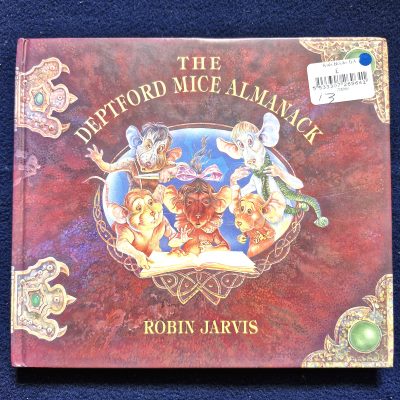 THE
DEPTFORD MICE ALMANACK
ROBIN JARVIS
13